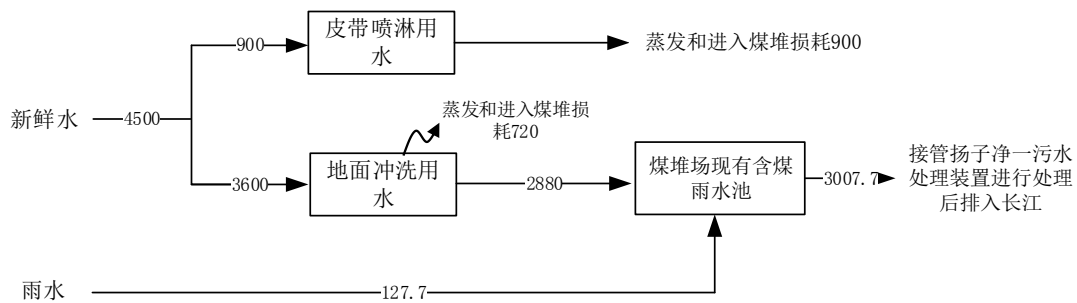 皮带喷淋用
水
900
蒸发和进入煤堆损耗900
新鲜水
4500
蒸发和进入煤堆损
耗720
3600
地面冲洗用
水
2880
煤堆场现有含煤
雨水池
3007.7
接管扬子净一污水
处理装置进行处理
后排入长江
雨水
127.7